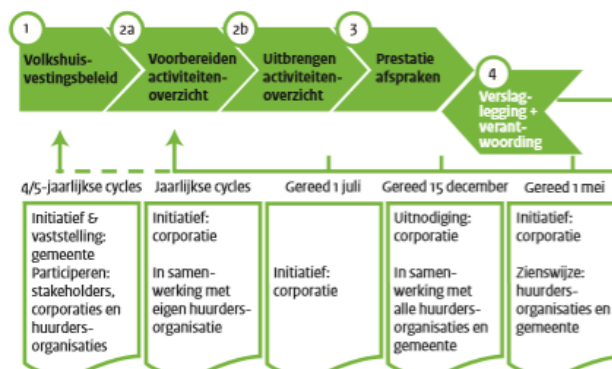 1
Volkshuis-
vestingsbeleid
2a
Voorbereiden
activiteiten-
overzicht
2b
Uitbrengen
activiteiten-
overzicht
3
Prestatie
afspraken
4
Verslag-
legging +
verant-
woording
4/5-jaarlijkse cycles
Jaarlijkse cycles
Gereed 1 juli
Gereed 15 december
Gereed 1 mei
Initiatief &
vaststelling:
gemeente
Participeren:
stakeholders,
corporaties en
huurders-
organisaties
Initiatief:
corporatie
In samen-
werking met
eigen huurders-
organisatie
Initiatief:
corporatie
Uitnodiging:
corporatie
In samen-
werking met
alle huurders-
organisaties en
gemeente
Initiatief:
corporatie
Zienswijze:
huurders-
organisaties en
gemeente